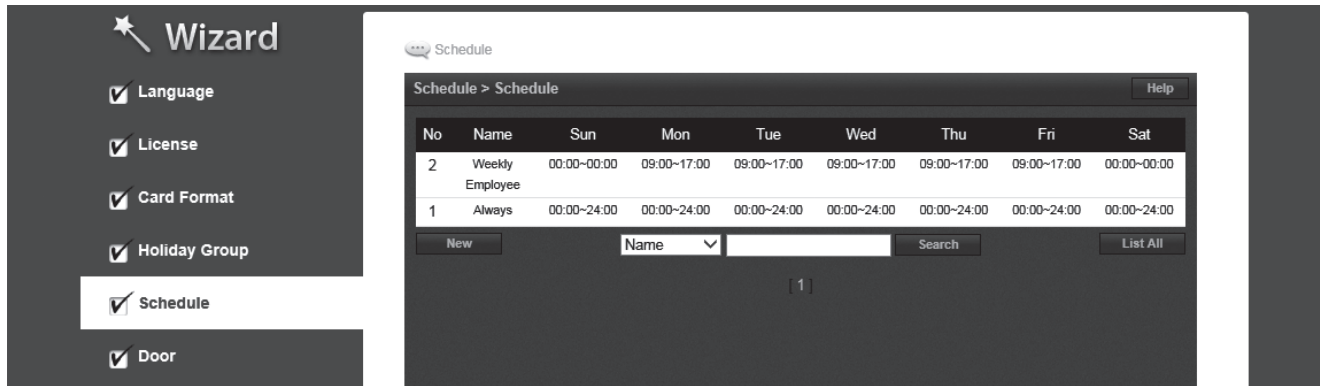 Wizard
Language
License
Card Format
Holiday Group
Schedule
Door
Schedule
Schedule > Schedule Help
No Name Sun Mon Tue Wed Thu Fri Sat
2 Weekly Employee 00:00~00:00 09:00~17:00 09:00~17:00 09:00~17:00 09:00~17:00 09:00~17:00 00:00~00:00
1 Always 00:00~24:00 00:00~24:00 00:00~24:00 00:00~24:00 00:00~24:00 00:00~24:00 00:00~24:00
New Name Search List All
[ 1 ]